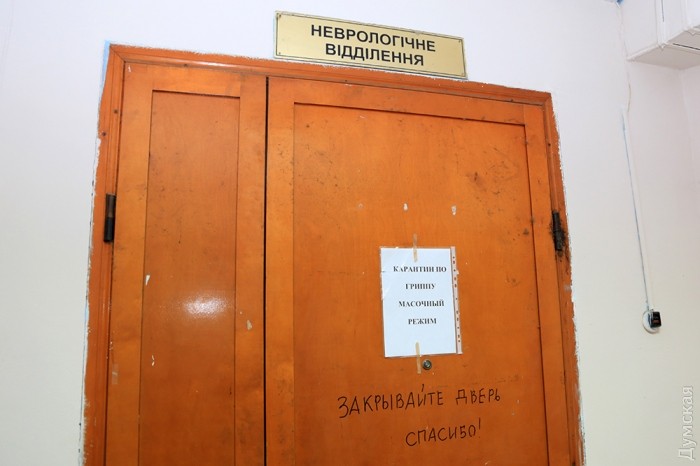 НЕВРОЛОГІЧНЕ
ВІДДІЛЕННЯ
КАРАНТИН ПО
ГРИППУ
МАСОЧНЫЙ
РЕЖИМ
ЗАКРЫВАЙТЕ ДВЕРЬ
СПАСИБО!
Думская